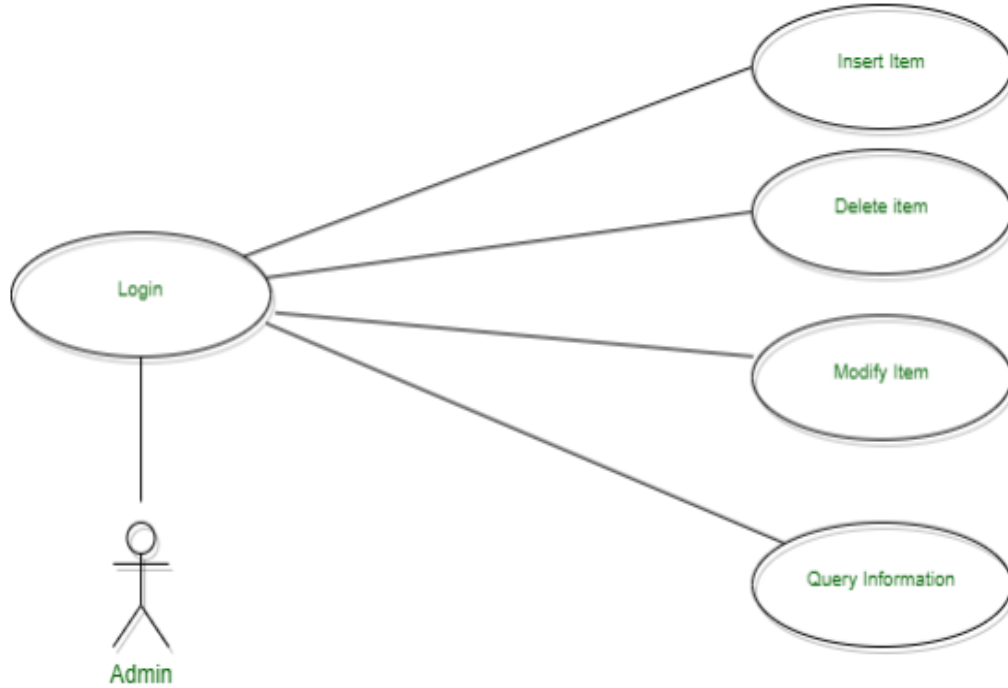 Insert Item
Delete item
Login
Modify Item
Query Information
Admin